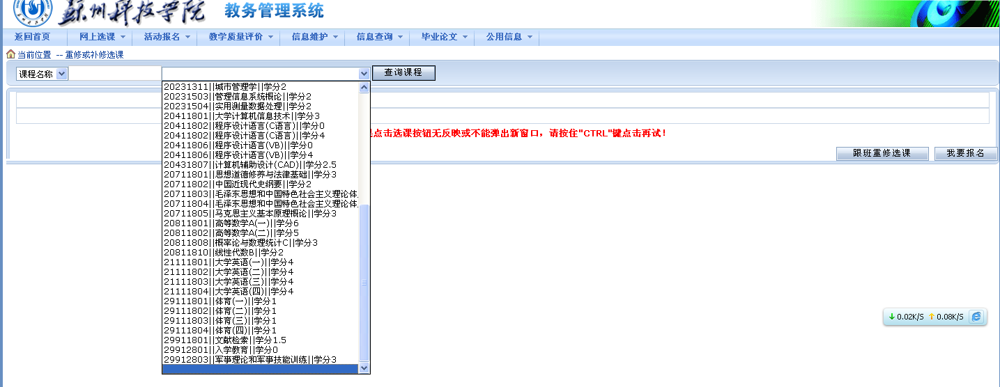 蘇州科技学院 教务管理系统
返回首页 网上选课 活动报名 教学质量评价 信息维护 信息查询 毕业论文 公用信息
当前位置 -- 重修或补修选课
课程名称 查询课程
20231311||城市管理学||学分2
20231503||管理信息系统概论||学分2
20231504||实用测量数据处理||学分2
20411801||大学计算机信息技术||学分3
20411802||程序设计语言(C语言)||学分0
20411802||程序设计语言(C语言)||学分4
20411806||程序设计语言(VB)||学分0
20411806||程序设计语言(VB)||学分4
20431807||计算机辅助设计(CAD)||学分2.5
20711801||思想道德修养与法律基础||学分3
20711802||中国近现代史纲要||学分2
20711803||毛泽东思想和中国特色社会主义理论体
20711804||毛泽东思想和中国特色社会主义理论体
20711805||马克思主义基本原理概论||学分3
20811801||高等数学A(一)||学分6
20811802||高等数学A(二)||学分5
20811808||概率论与数理统计C||学分3
20811810||线性代数B||学分2
21111801||大学英语(一)||学分4
21111802||大学英语(二)||学分4
21111803||大学英语(三)||学分4
21111804||大学英语(四)||学分4
29111801||体育(一)||学分1
29111802||体育(二)||学分1
29111803||体育(三)||学分1
29111804||体育(四)||学分1
29911801||文献检索||学分1.5
29912801||入学教育||学分0
29912803||军事理论和军事技能训练||学分3
点击选课按钮无反映或不能弹出新窗口，请按住"CTRL"键点击再试！
跟班重修选课 我要报名
0.02K/S 0.08K/S